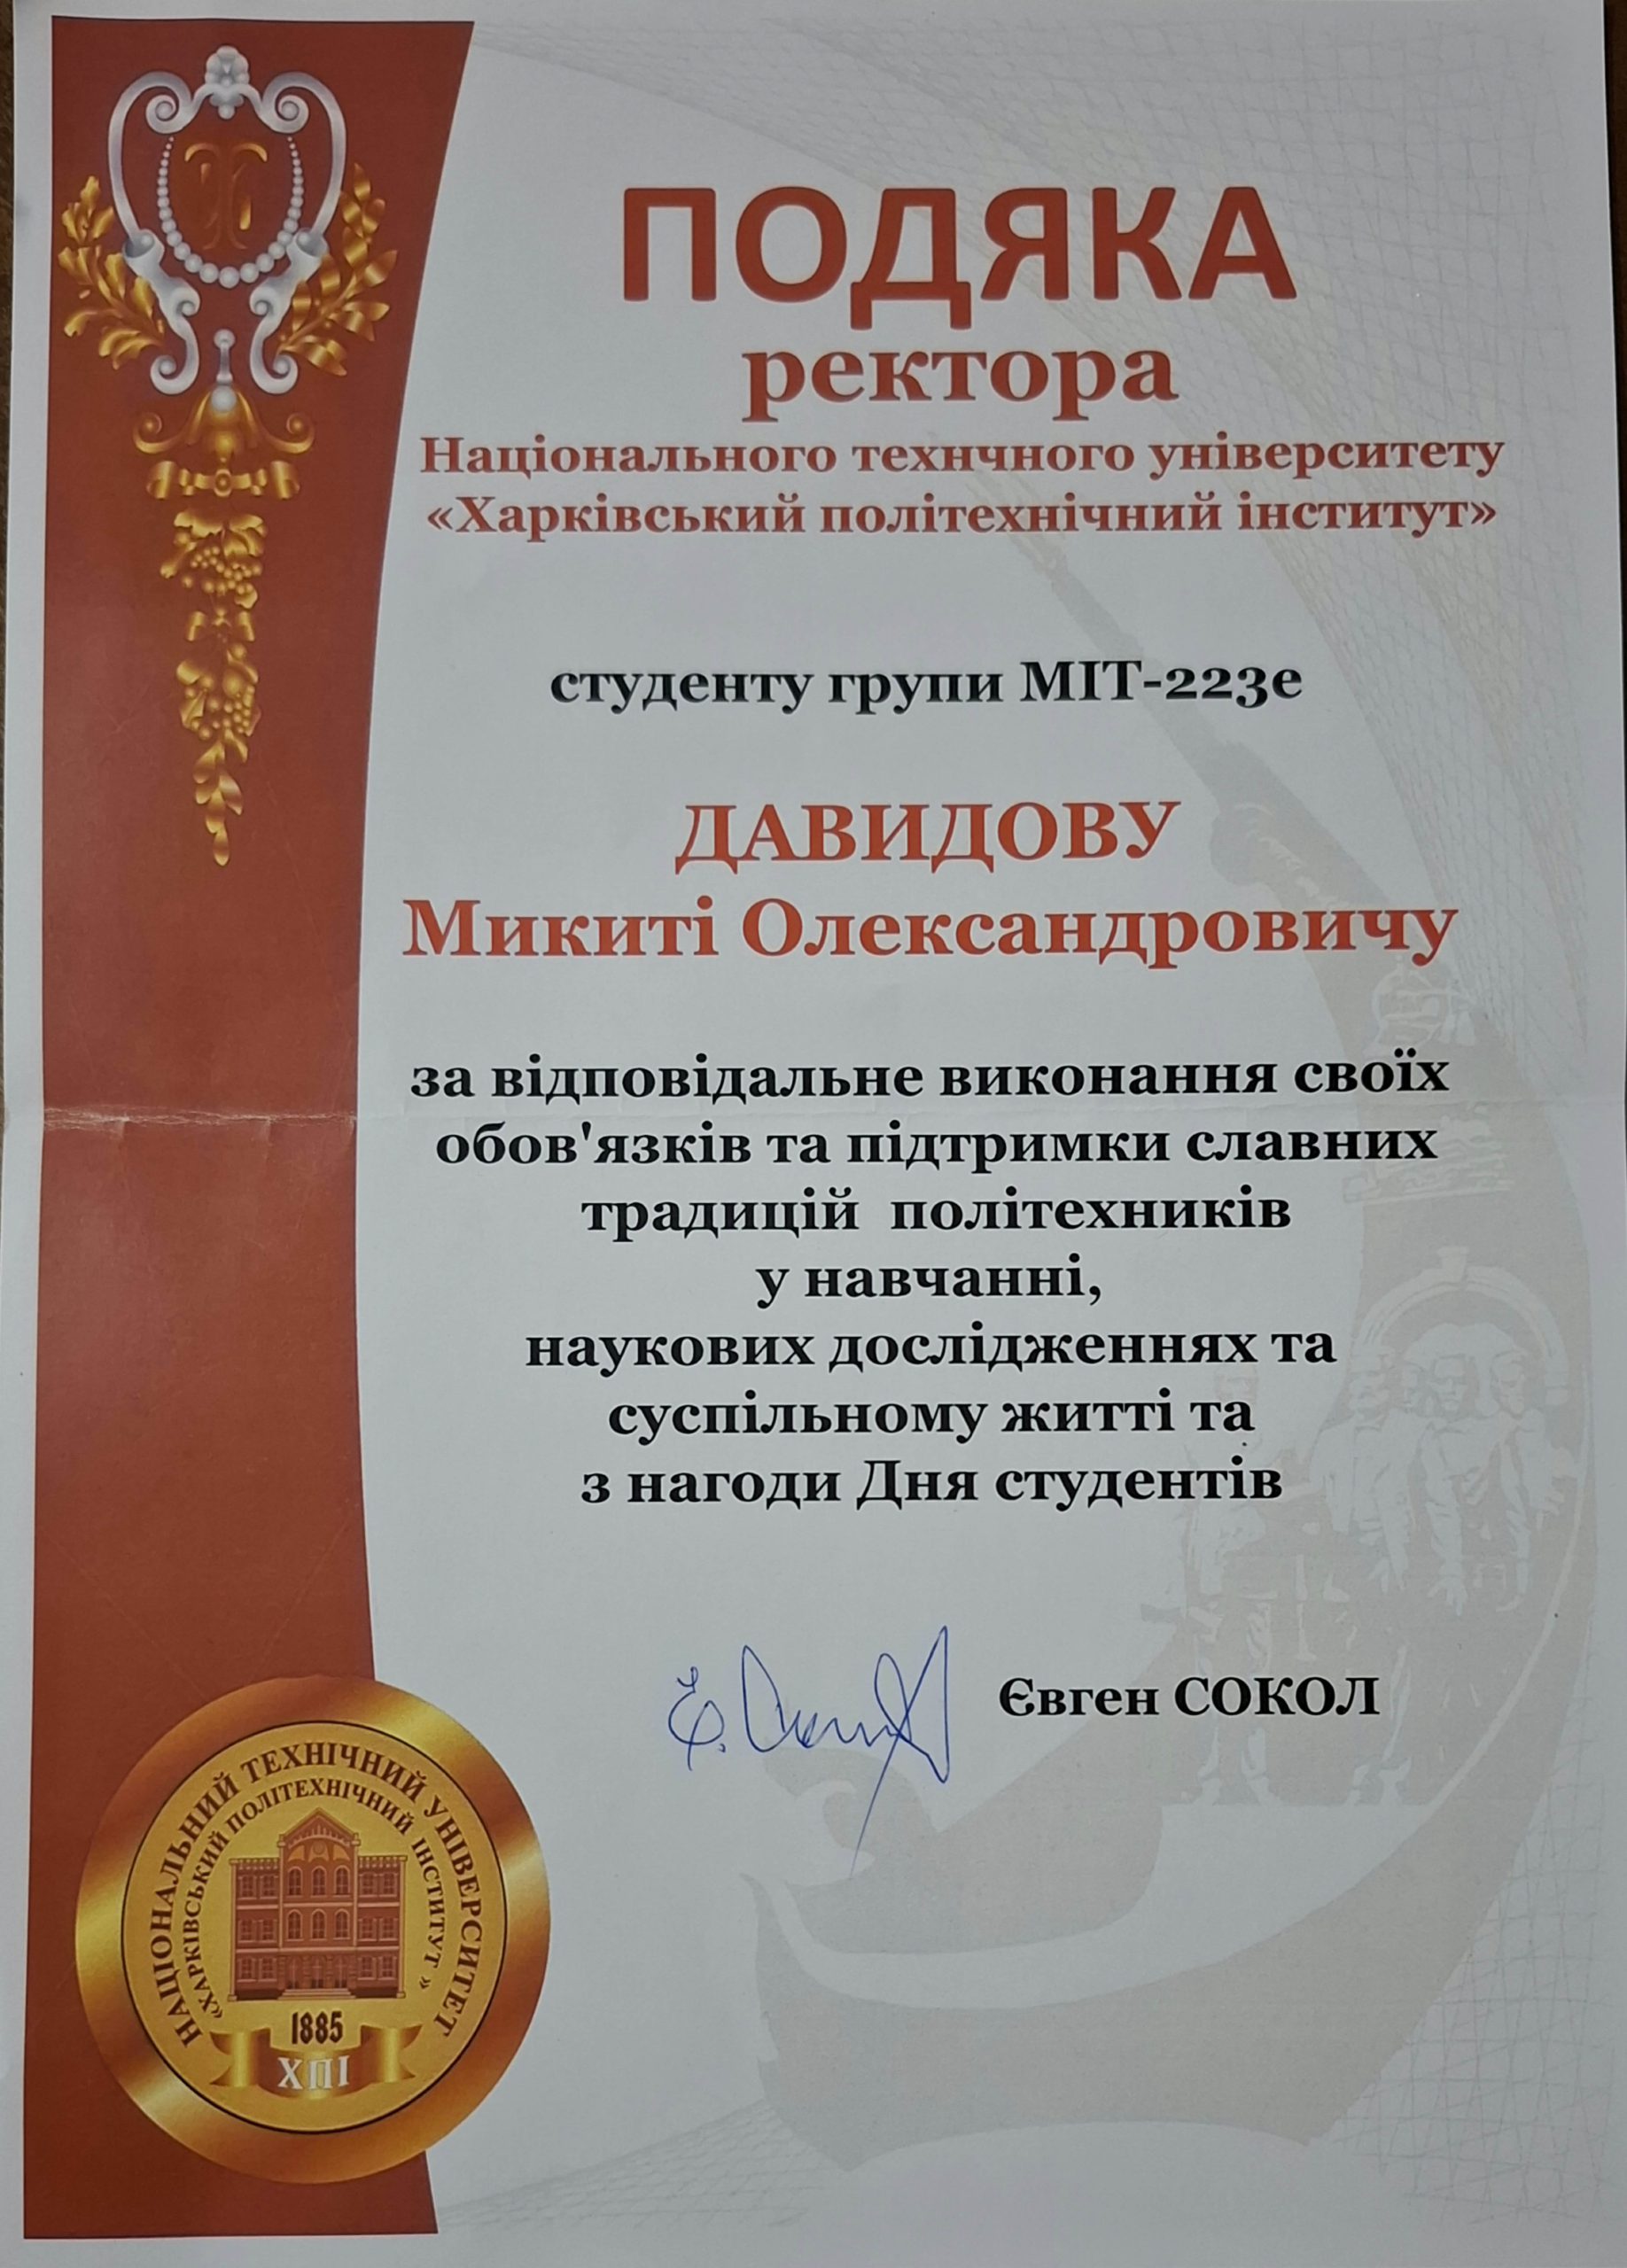 ПОДЯКА
ректора
Національного технчного університету
«Харківський політехнічний інститут»
студенту групи МІТ-223е
ДАВИДОВУ
Микиті Олександровичу
за відповідальне виконання своїх
обов'язків та підтримки славних
традицій політехників
у навчанні,
наукових дослідженнях та
суспільному житті та
з нагоди Дня студентів
Євген СОКОЛ
НАЦІОНАЛЬНИЙ ТЕХНІЧНИЙ УНІВЕРСИТЕТ
«ХАРКІВСЬКИЙ ПОЛІТЕХНІЧНИЙ ІНСТИТУТ»
1885
ХПІ